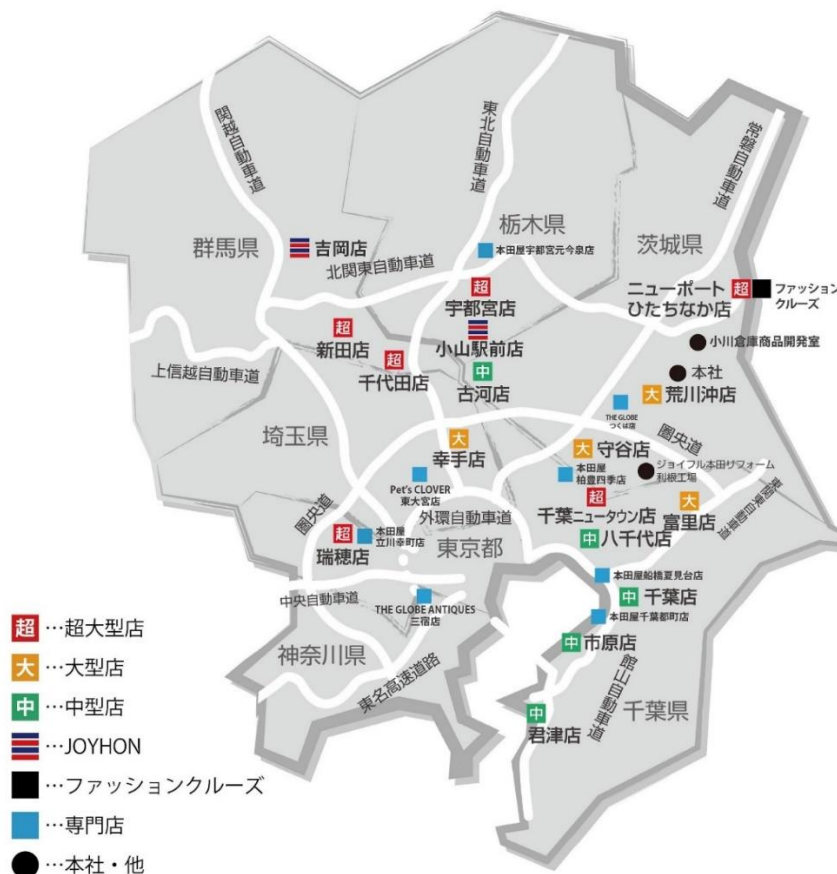 関越自動車道
東北自動車道
常磐自動車道
群馬県
吉岡店
北関東自動車道
栃木県
本田屋宇都宮元今泉店
茨城県
超
宇都宮店
ニューポート
ひたちなか店
超
ファッション
クルーズ
超
新田店
小山駅前店
小川倉庫商品開発室
上信越自動車道
超
千代田店
中
古河店
本社
大
荒川沖店
THE GLOBE
つくば店
埼玉県
大
幸手店
大
守谷店
圏央道
本田屋
柏豊四季店
ジョイフル本田リフォーム
利根工場
Pet's CLOVER
東大宮店
圏央道
外環自動車道
超
千葉ニュータウン店
大
富里店
東関東自動車道
超
瑞穂店
本田屋
立川幸町店
東京都
中
八千代店
中央自動車道
本田屋船橋夏見台店
THE GLOBE ANTIQUES
三宿店
中
千葉店
本田屋千葉都町店
神奈川県
東名高速道路
中
市原店
館山自動車道
千葉県
中
君津店
超…超大型店
大…大型店
中…中型店
…JOYHON
…ファッションクルーズ
…専門店
…本社・他